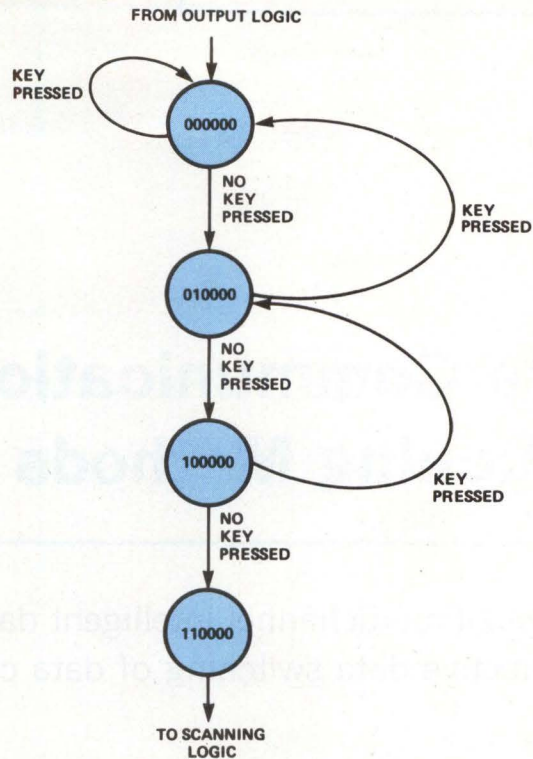 FROM OUTPUT LOGIC
KEY
PRESSED
000000
NO
KEY
PRESSED
KEY
PRESSED
010000
NO
KEY
PRESSED
100000
KEY
PRESSED
NO
KEY
PRESSED
110000
TO SCANNING
LOGIC